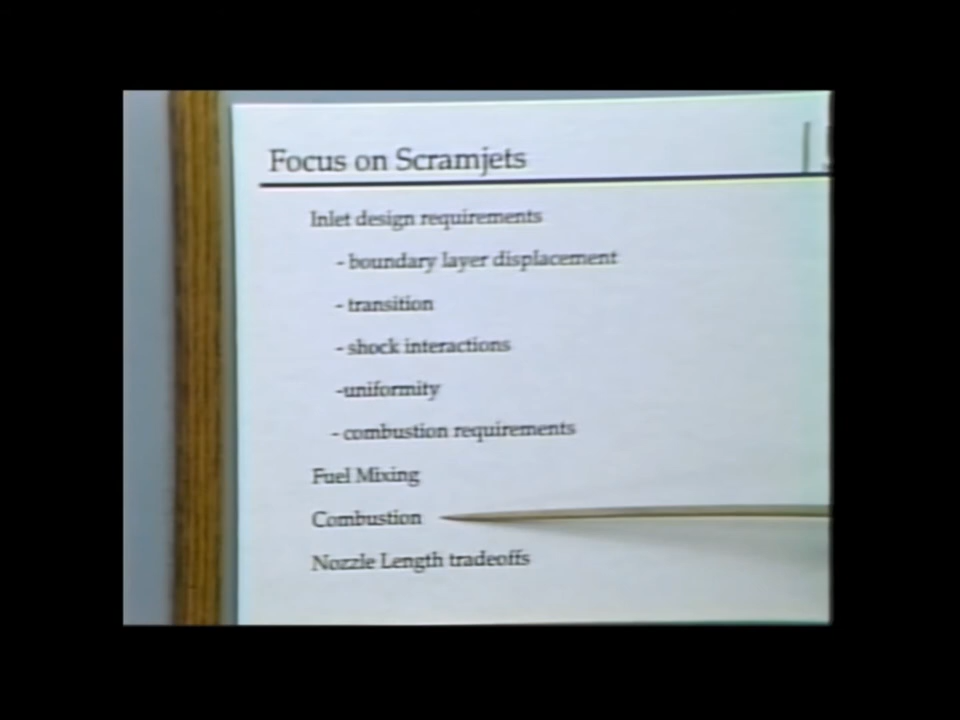 Focus on Scramjets
Inlet design requirements
- boundary layer displacement
- transition
- shock interactions
-uniformity
- combustion requirements
Fuel Mixing
Combustion
Nozzle Length tradeoffs